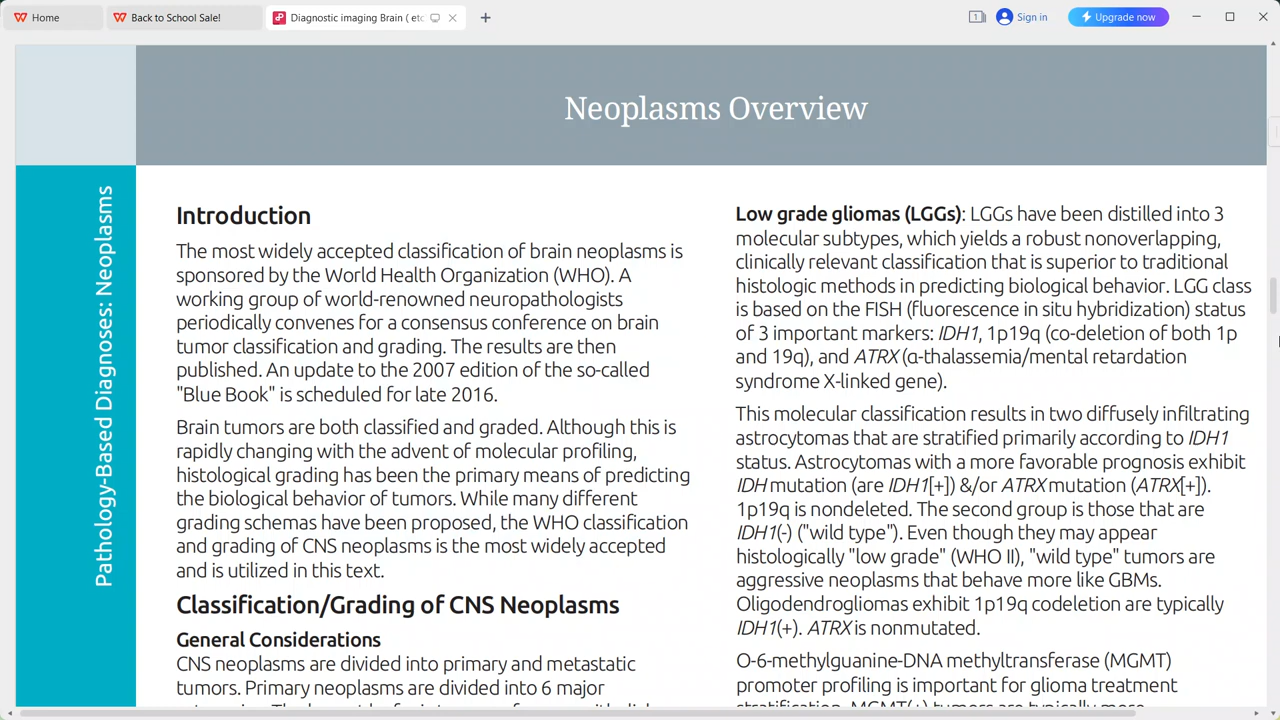 Home
Back to School Sale!
Diagnostic imaging Brain ( etc
1
Sign in
Upgrade now
Neoplasms Overview
Pathology-Based Diagnoses: Neoplasms
Introduction
The most widely accepted classification of brain neoplasms is
sponsored by the World Health Organization (WHO). A
working group of world-renowned neuropathologists
periodically convenes for a consensus conference on brain
tumor classification and grading. The results are then
published. An update to the 2007 edition of the so-called
"Blue Book" is scheduled for late 2016.
Brain tumors are both classified and graded. Although this is
rapidly changing with the advent of molecular profiling,
histological grading has been the primary means of predicting
the biological behavior of tumors. While many different
grading schemas have been proposed, the WHO classification
and grading of CNS neoplasms is the most widely accepted
and is utilized in this text.
Classification/Grading of CNS Neoplasms
General Considerations
CNS neoplasms are divided into primary and metastatic
tumors. Primary neoplasms are divided into 6 major
Low grade gliomas (LGGs): LGGs have been distilled into 3
molecular subtypes, which yields a robust nonoverlapping,
clinically relevant classification that is superior to traditional
histologic methods in predicting biological behavior. LGG class
is based on the FISH (fluorescence in situ hybridization) status
of 3 important markers: IDH1, 1p19q (co-deletion of both 1p
and 19q), and ATRX (α-thalassemia/mental retardation
syndrome X-linked gene).
This molecular classification results in two diffusely infiltrating
astrocytomas that are stratified primarily according to IDH1
status. Astrocytomas with a more favorable prognosis exhibit
IDH mutation (are IDH1[+]) &/or ATRX mutation (ATRX[+]).
1p19q is nondeleted. The second group is those that are
IDH1(-) ("wild type"). Even though they may appear
histologically "low grade" (WHO II), "wild type" tumors are
aggressive neoplasms that behave more like GBMs.
Oligodendrogliomas exhibit 1p19q codeletion are typically
IDH1(+). ATRX is nonmutated.
O-6-methylguanine-DNA methyltransferase (MGMT)
promoter profiling is important for glioma treatment
stratification. MGMT(+) tumors are typically more